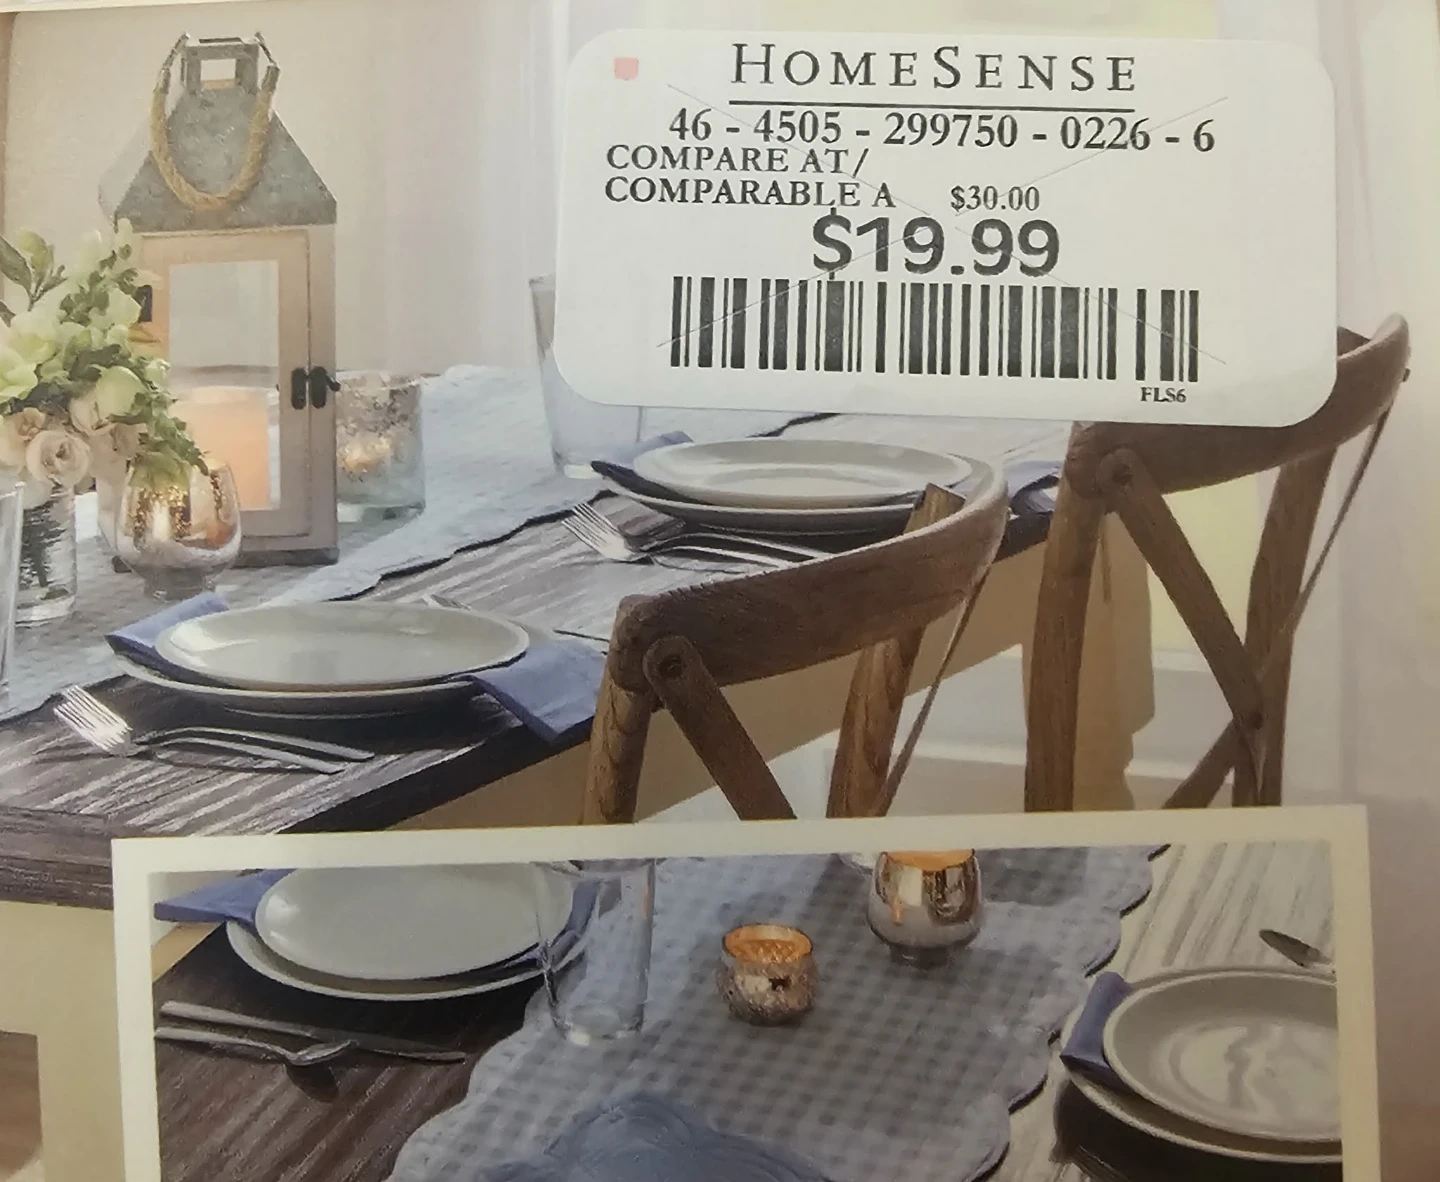 HOMESENSE
46 - 4505 - 299750 - 0226 - 6
COMPARE AT/
COMPARABLE A $30.00
$19.99
FLS6